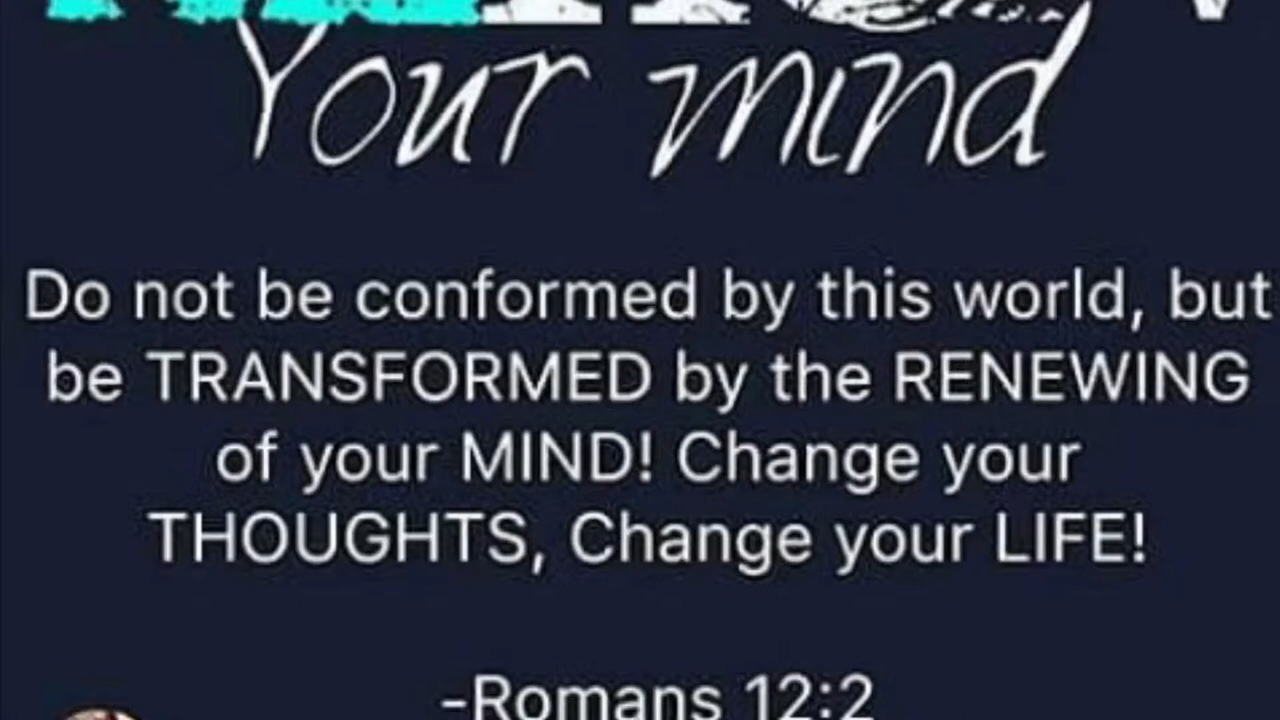 Your mind
Do not be conformed by this world, but
be TRANSFORMED by the RENEWING
of your MIND! Change your
THOUGHTS, Change your LIFE!
-Romans 12:2